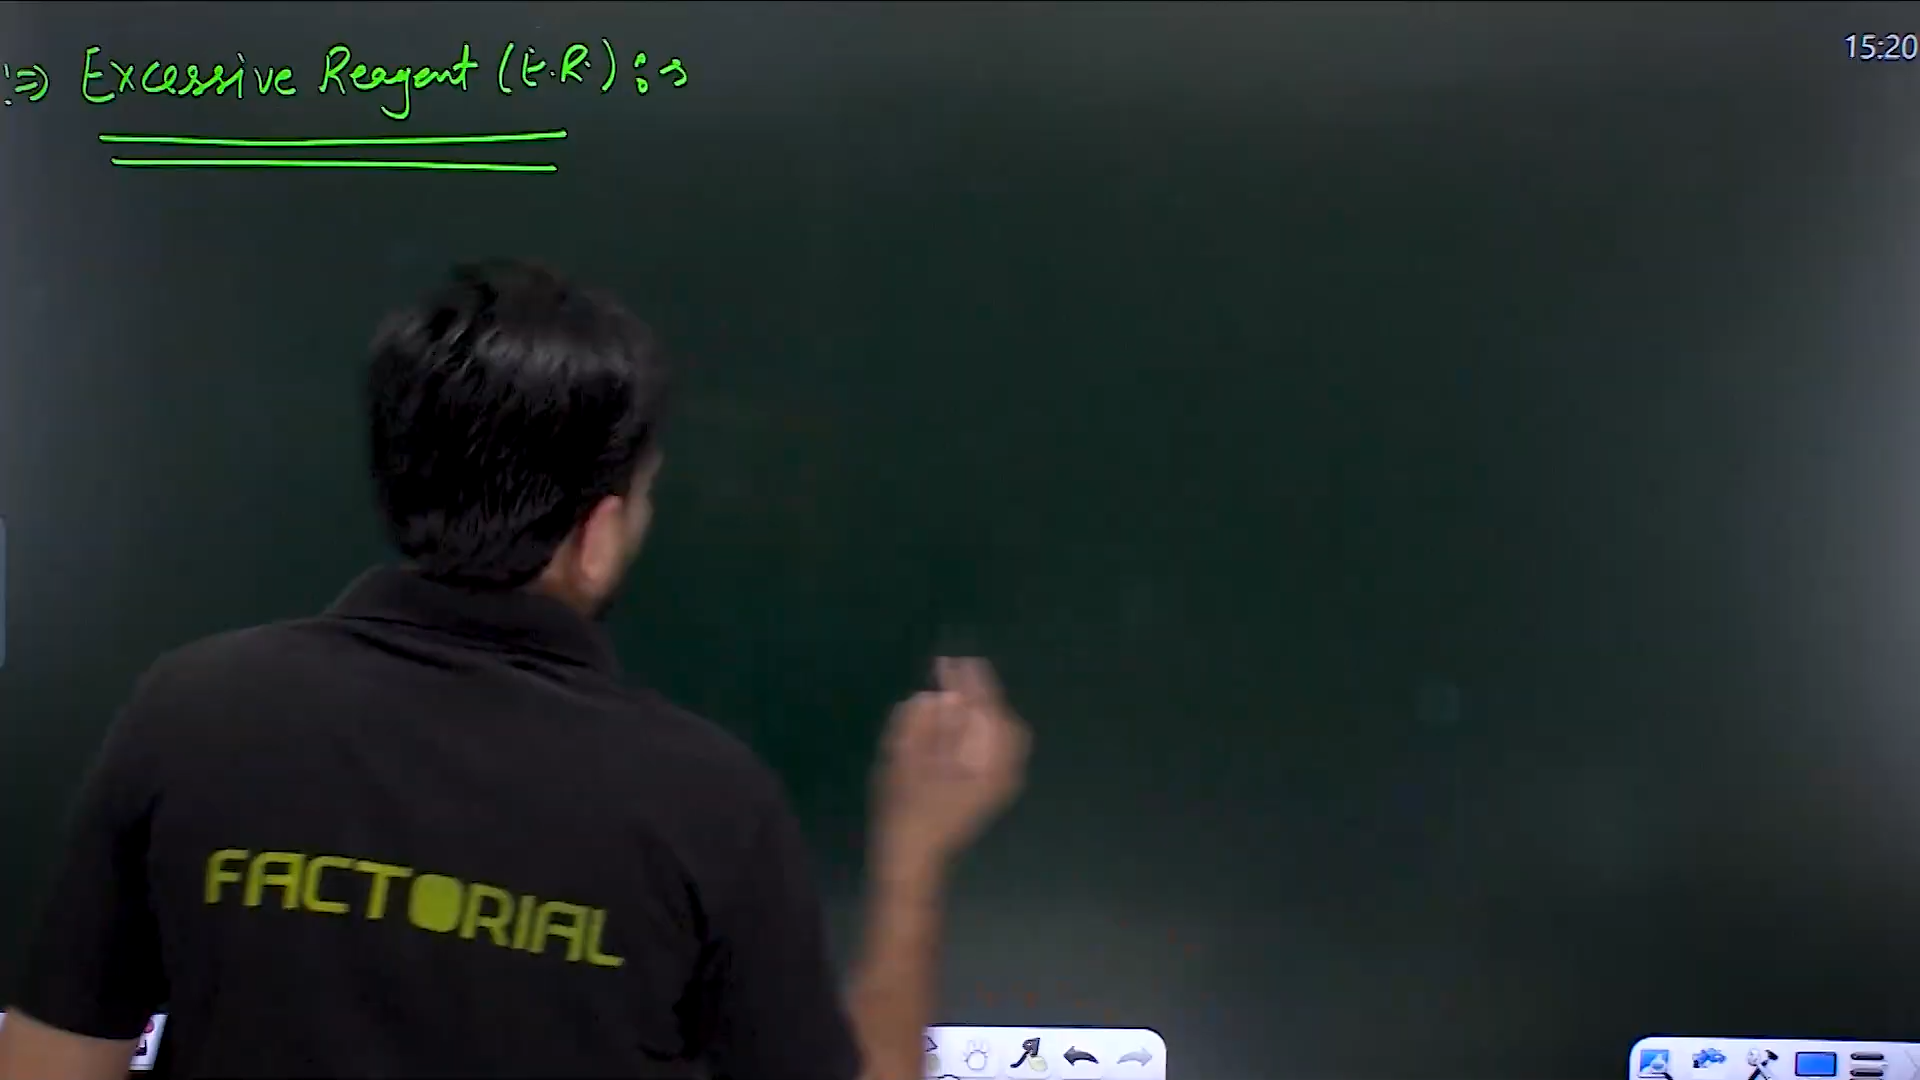 ⇒ Excessive Reagent (E.R.) :→
15:20
FACTORIAL